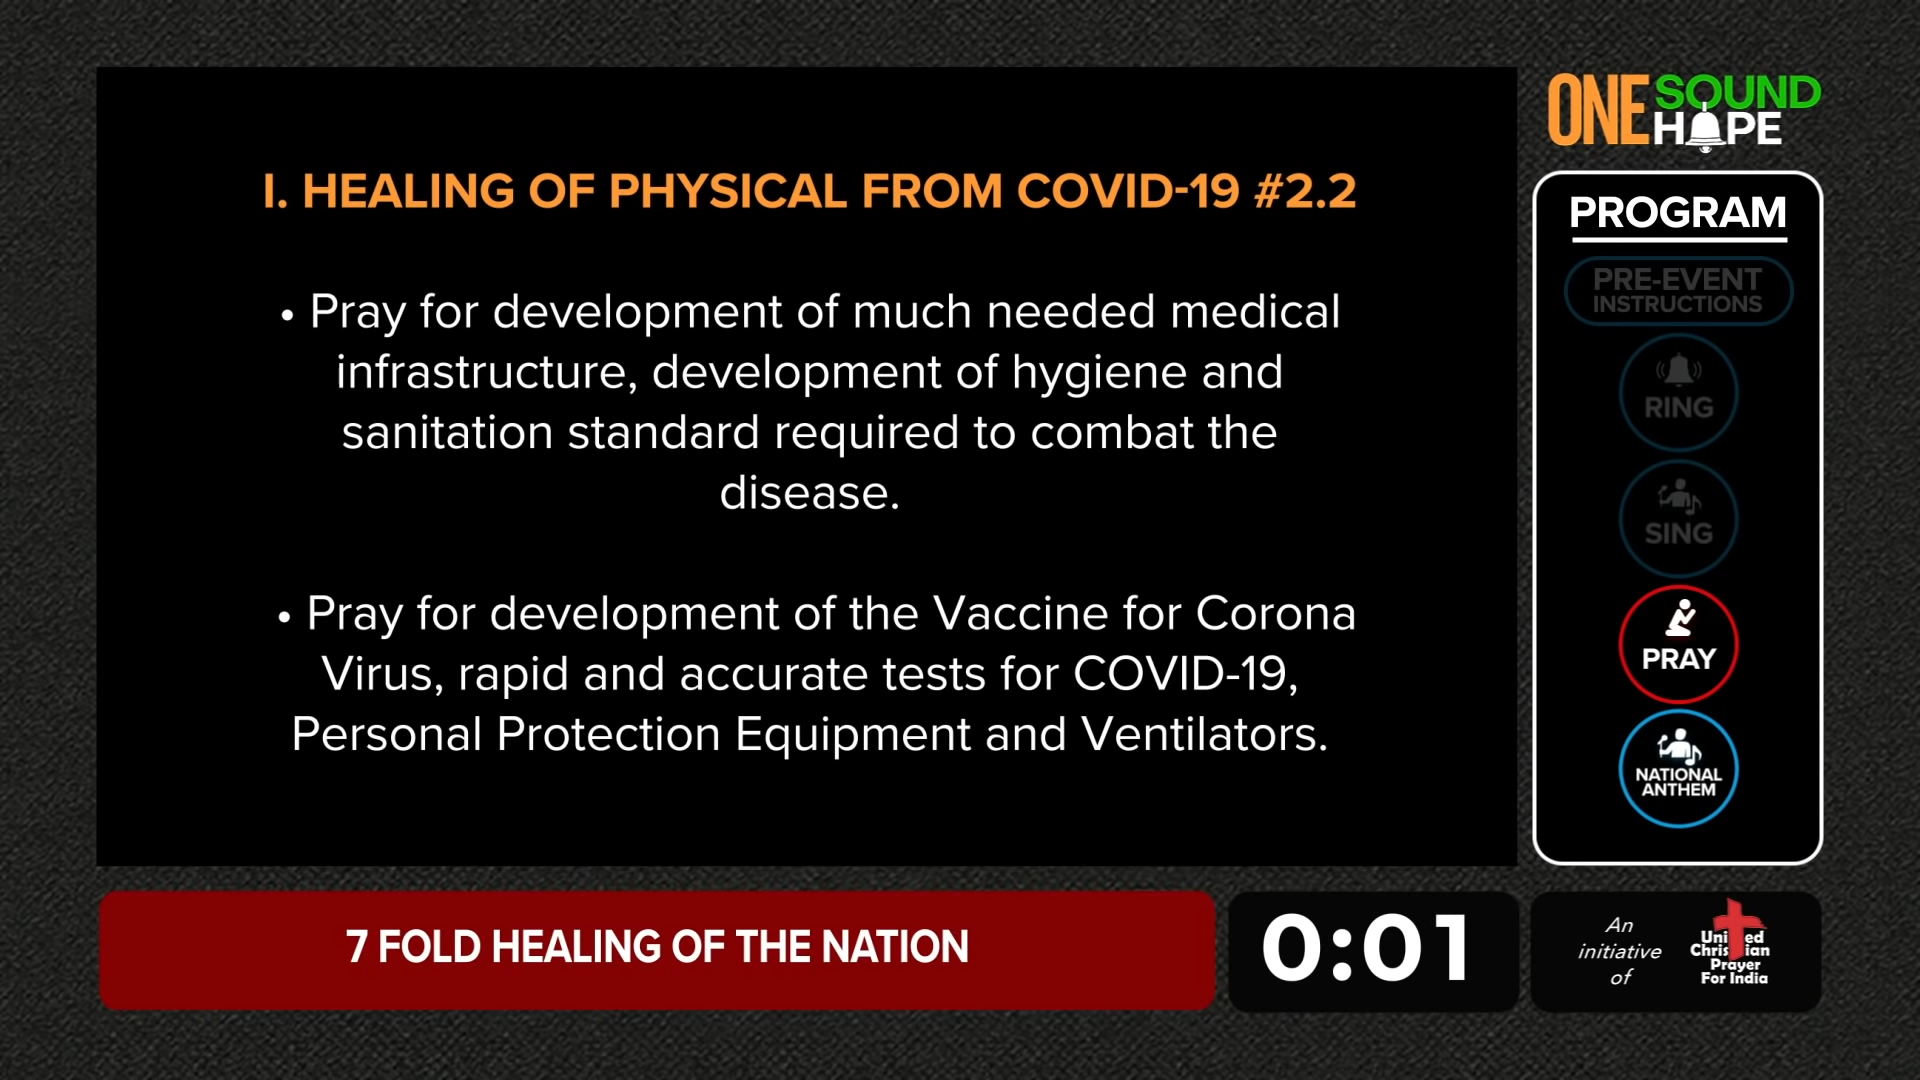 I. HEALING OF PHYSICAL FROM COVID-19 #2.2
• Pray for development of much needed medical
infrastructure, development of hygiene and
sanitation standard required to combat the
disease.
• Pray for development of the Vaccine for Corona
Virus, rapid and accurate tests for COVID-19,
Personal Protection Equipment and Ventilators.
ONE SOUND
HOPE
PROGRAM
PRE-EVENT
INSTRUCTIONS
RING
SING
PRAY
NATIONAL
ANTHEM
7 FOLD HEALING OF THE NATION
0:01
An
initiative
of
United
Christian
Prayer
For India